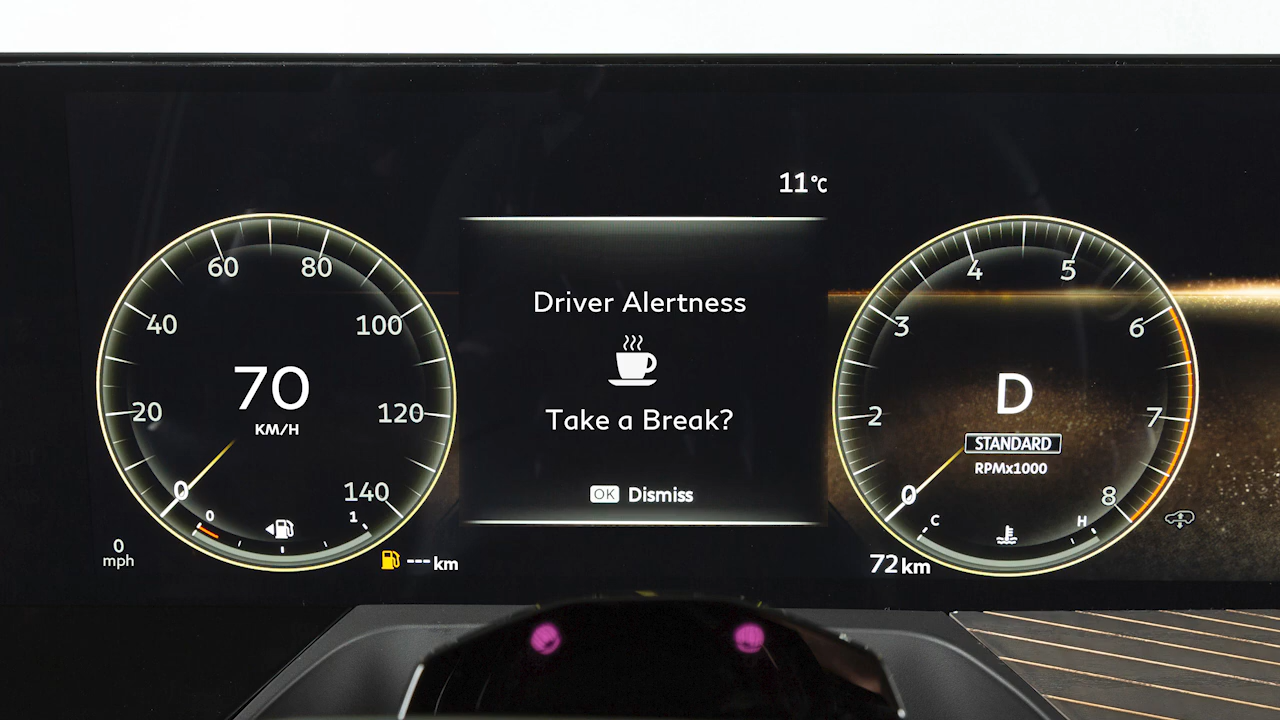 11°C
60 80
40 100
70
KM/H
20 120
0 140
0 1
0
mph
--- km
Driver Alertness
Take a Break?
OK Dismiss
4 5
3 6
D
2 7
STANDARD
RPMx1000
0 8
C H
72 km